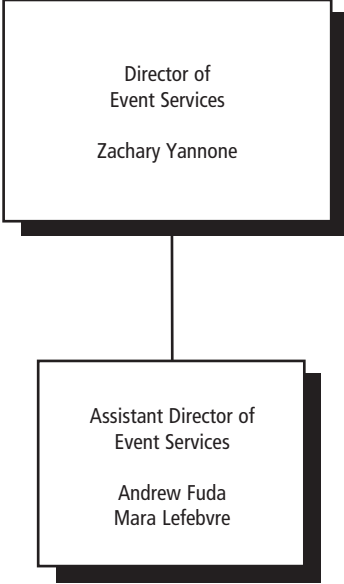 Director of
Event Services
Zachary Yannone
Assistant Director of
Event Services
Andrew Fuda
Mara Lefebvre